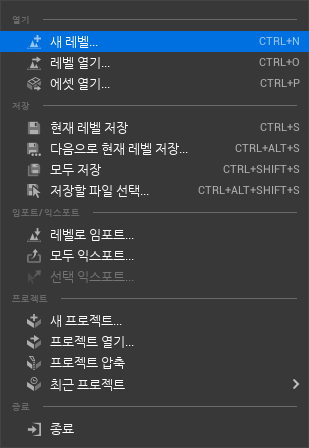 열기
새 레벨... CTRL+N
레벨 열기... CTRL+O
에셋 열기... CTRL+P
저장
현재 레벨 저장 CTRL+S
다음으로 현재 레벨 저장... CTRL+ALT+S
모두 저장 CTRL+SHIFT+S
저장할 파일 선택... CTRL+ALT+SHIFT+S
임포트/익스포트
레벨로 임포트...
모두 익스포트...
선택 익스포트...
프로젝트
새 프로젝트...
프로젝트 열기...
프로젝트 압축
최근 프로젝트
종료
종료